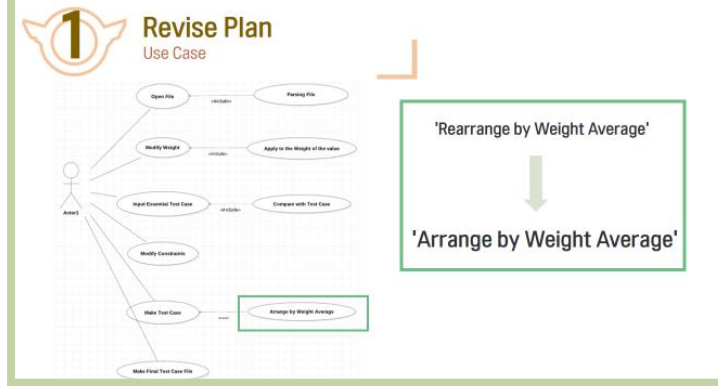 1
Revise Plan
Use Case
Open File
«include»
Parsing File
Modify Weight
«include»
Apply to the Weight of the value
Input Essential Test Case
«include»
Compare with Test Case
Actor1
Modify Constraints
Make Test Case
Arrange by Weight Average
Make Final Test Case File
'Rearrange by Weight Average'
'Arrange by Weight Average'